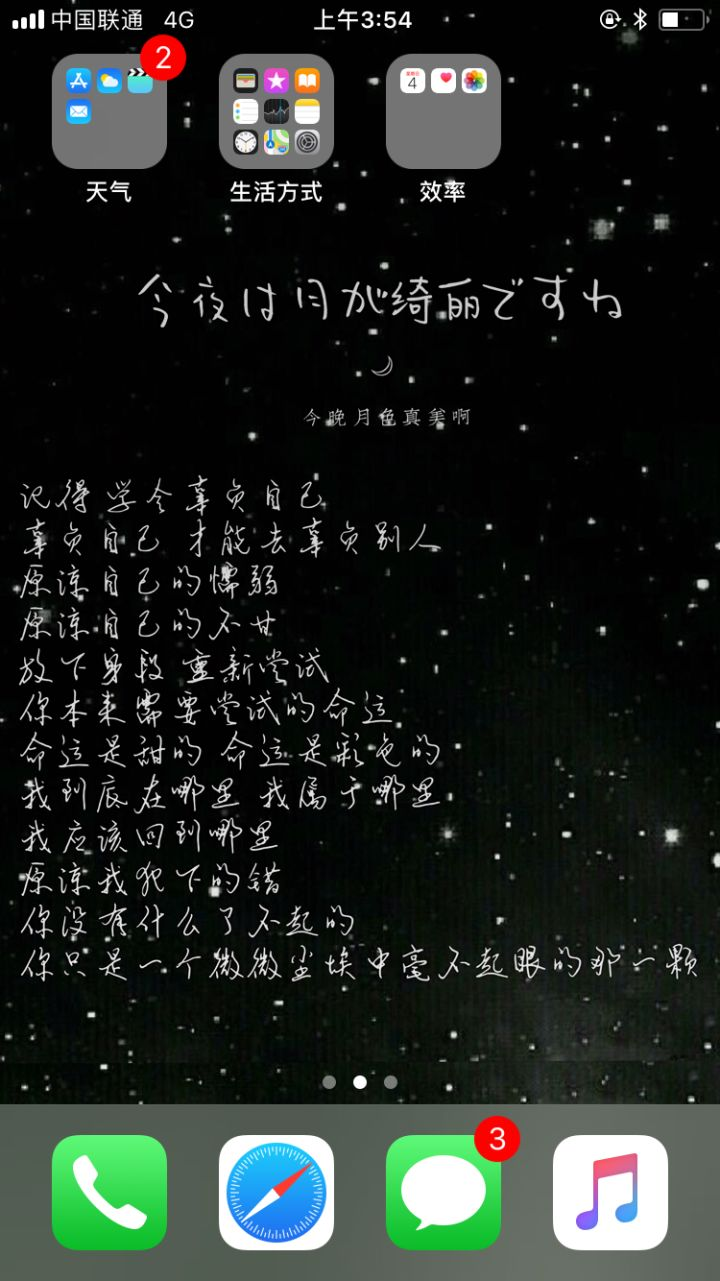 中国联通 4G 上午3:54
2
4
天气 生活方式 效率
今夜は月が綺丽ですね
今晚月色真美啊
记得学会辜负自己
辜负自己 才能去辜负别人
原谅自己的懦弱
原谅自己的不甘
放下身段 重新尝试
你本来需要尝试的命运
命运是甜的 命运是彩色的
我到底在哪里 我属于哪里
我应该回到哪里
原谅我犯下的错
你没有什么了不起的
你只是一个微微尘埃中毫不起眼的那一颗
3